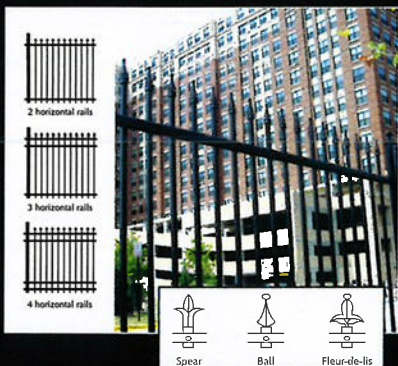 2 horizontal rails
3 horizontal rails
4 horizontal rails
Spear Ball Fleur-de-lis